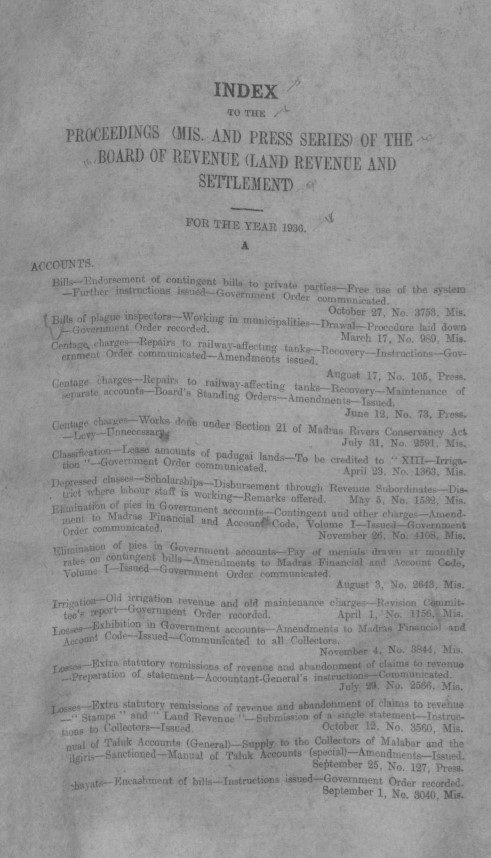 INDEX
TO THE
PROCEEDINGS (MIS. AND PRESS SERIES) OF THE
BOARD OF REVENUE (LAND REVENUE AND
SETTLEMENT)
FOR THE YEAR 1936.
A
ACCOUNTS.
Bills—Endorsement of contingent bills to private parties—Free use of the system
—Further instructions issued—Government Order communicated.
October 27, No. 3753, Mis.
Bills of plague inspectors—Working in municipalities—Drawal—Procedure laid down
—Government Order recorded.
March 17, No. 989, Mis.
Centage charges—Repairs to railway-affecting tanks—Recovery—Instructions—Gov-
ernment Order communicated—Amendments issued.
August 17, No. 105, Press.
Centage charges—Repairs to railway-affecting tanks—Recovery—Maintenance of
separate accounts—Board's Standing Orders—Amendments—Issued.
June 12, No. 73, Press.
Centage charges—Works done under Section 21 of Madras Rivers Conservancy Act
—Levy—Unnecessary
July 31, No. 2591, Mis.
Classification—Lease amounts of padugai lands—To be credited to " XIII—Irriga-
tion "—Government Order communicated. April 23, No. 1363, Mis.
Depressed classes—Scholarships—Disbursement through Revenue Subordinates—Dis-
trict where labour staff is working—Remarks offered. May 5, No. 1532, Mis.
Elimination of pies in Government accounts—Contingent and other charges—Amend-
ment to Madras Financial and Account Code, Volume I—Issued—Government
Order communicated. November 26, No. 4108, Mis.
Elimination of pies in Government accounts—Pay of menials drawn at monthly
rates on contingent bills—Amendments to Madras Financial and Account Code,
Volume I—Issued—Government Order communicated
August 3, No. 2643, Mis.
Irrigation—Old irrigation revenue and old maintenance charges—Revision Commit-
tee's report—Government Order recorded. April 1, No. 1156, Mis.
Losses—Exhibition in Government accounts—Amendments to Madras Financial and
Account Code—Issued—Communicated to all Collectors.
November 4, No. 3844, Mis.
Losses—Extra statutory remissions of revenue and abandonment of claims to revenue
—Preparation of statement—Accountant-General's instructions—Communicated.
July 29, No. 2566, Mis.
Losses—Extra statutory remissions of revenue and abandonment of claims to revenue
—" Stamps " and " Land Revenue "—Submission of a single statement—Instruc-
tions to Collectors—Issued. October 12, No. 3560, Mis.
nual of Taluk Accounts (General)—Supply to the Collectors of Malabar and the
ilgiris—Sanctioned—Manual of Taluk Accounts (special)—Amendments—Issued.
September 25, No. 127, Press.
hayats—Encashment of bills—Instructions issued—Government Order recorded.
September 1, No. 3040, Mis.